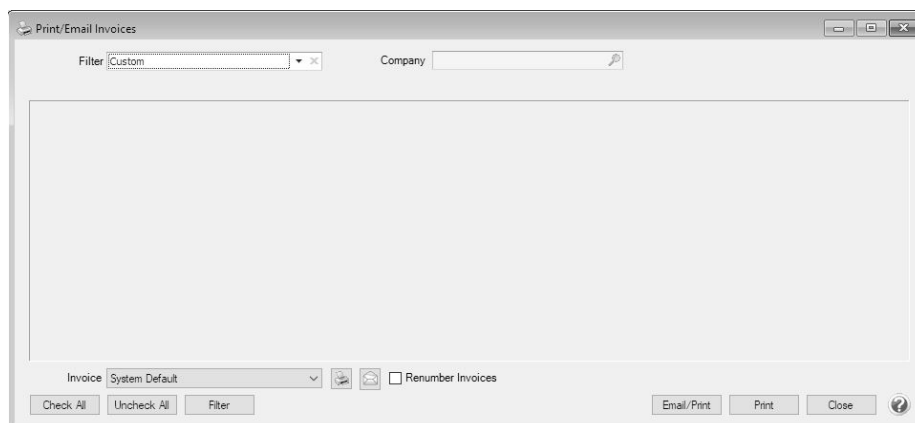 Print/Email Invoices
Filter Custom Company
Invoice System Default Renumber Invoices
Check All Uncheck All Filter Email/Print Print Close ?